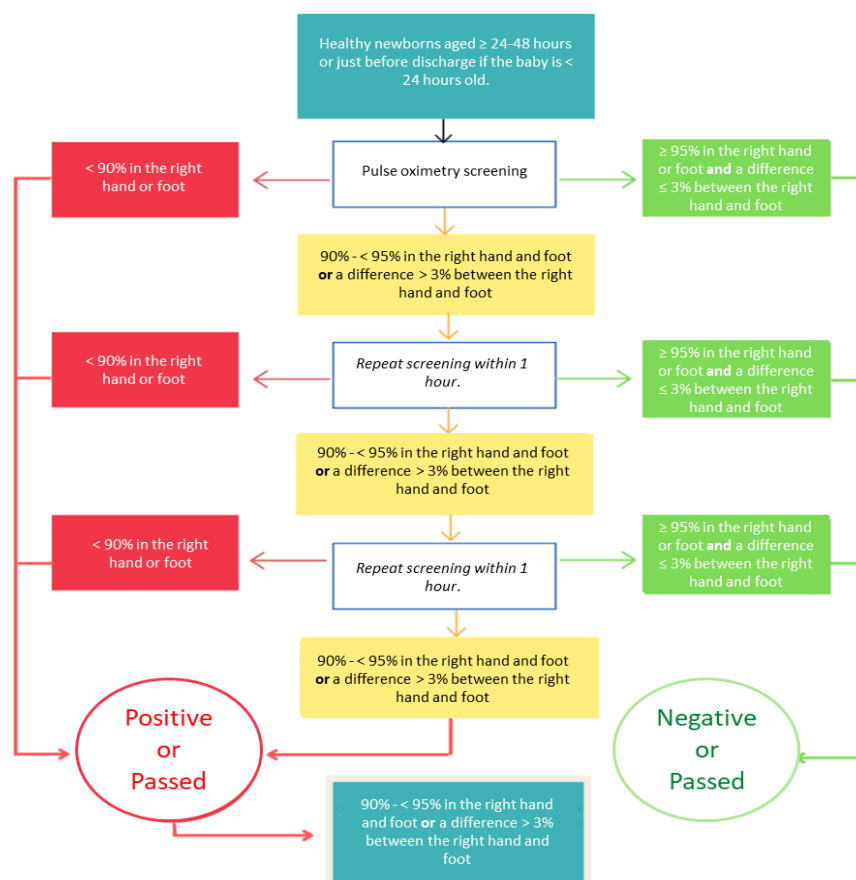 Healthy newborns aged ≥ 24-48 hours
or just before discharge if the baby is <
24 hours old.
< 90% in the right
hand or foot
Pulse oximetry screening
≥ 95% in the right hand
or foot and a difference
≤ 3% between the right
hand and foot
90% - < 95% in the right hand and foot
or a difference > 3% between the right
hand and foot
< 90% in the right
hand or foot
Repeat screening within 1
hour.
≥ 95% in the right hand
or foot and a difference
≤ 3% between the right
hand and foot
90% - < 95% in the right hand and foot
or a difference > 3% between the right
hand and foot
< 90% in the right
hand or foot
Repeat screening within 1
hour.
≥ 95% in the right hand
or foot and a difference
≤ 3% between the right
hand and foot
90% - < 95% in the right hand and foot
or a difference > 3% between the right
hand and foot
Positive
or
Passed
Negative
or
Passed
90% - < 95% in the right hand
and foot or a difference > 3%
between the right hand and
foot